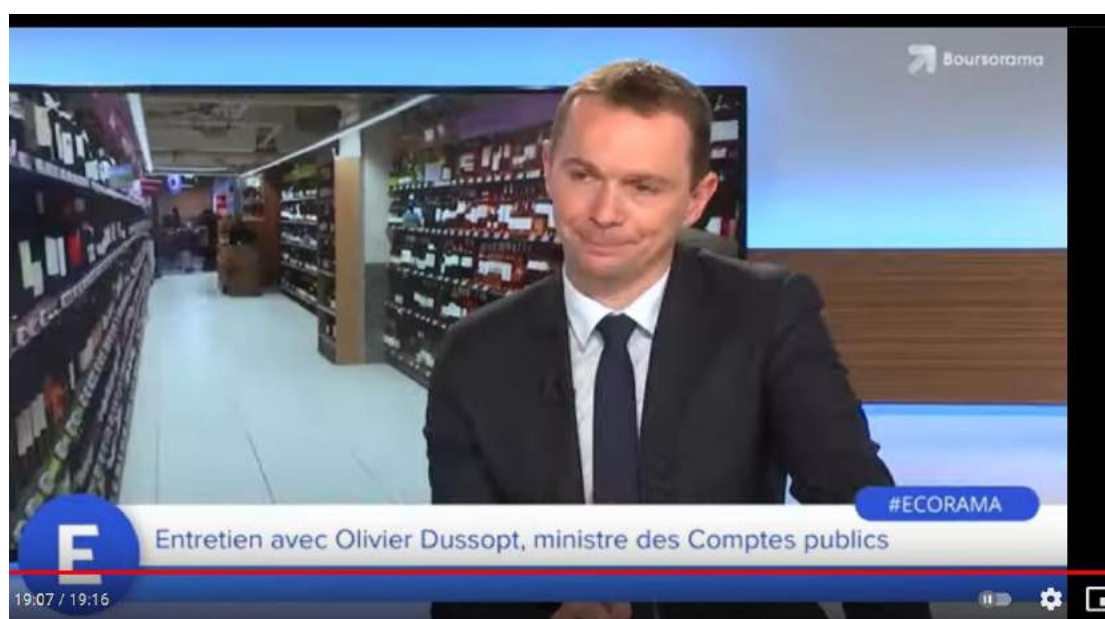 Boursorama
#ECORAMA
E
Entretien avec Olivier Dussopt, ministre des Comptes publics
19:07 / 19:16